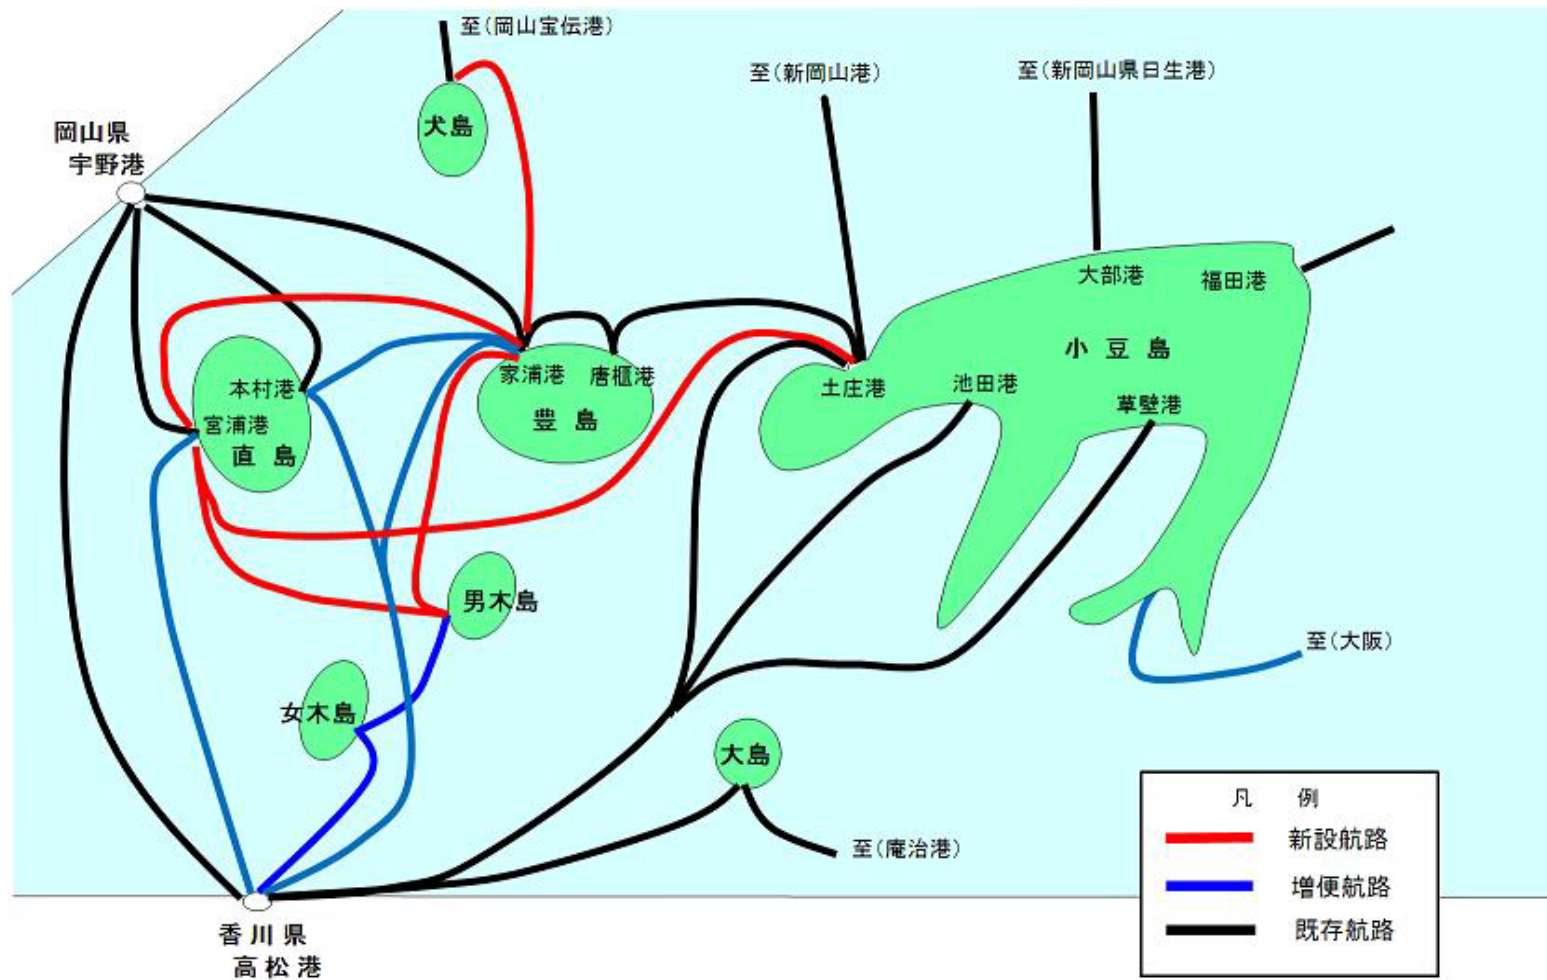 至(岡山宝伝港)
至(新岡山港)
至(新岡山県日生港)
岡山県
宇野港
犬島
大部港
福田港
小豆島
家浦港
唐櫃港
豊島
土庄港
池田港
草壁港
本村港
宮浦港
直島
男木島
至(大阪)
女木島
大島
至(庵治港)
凡 例
新設航路
増便航路
既存航路
香川県
高松港